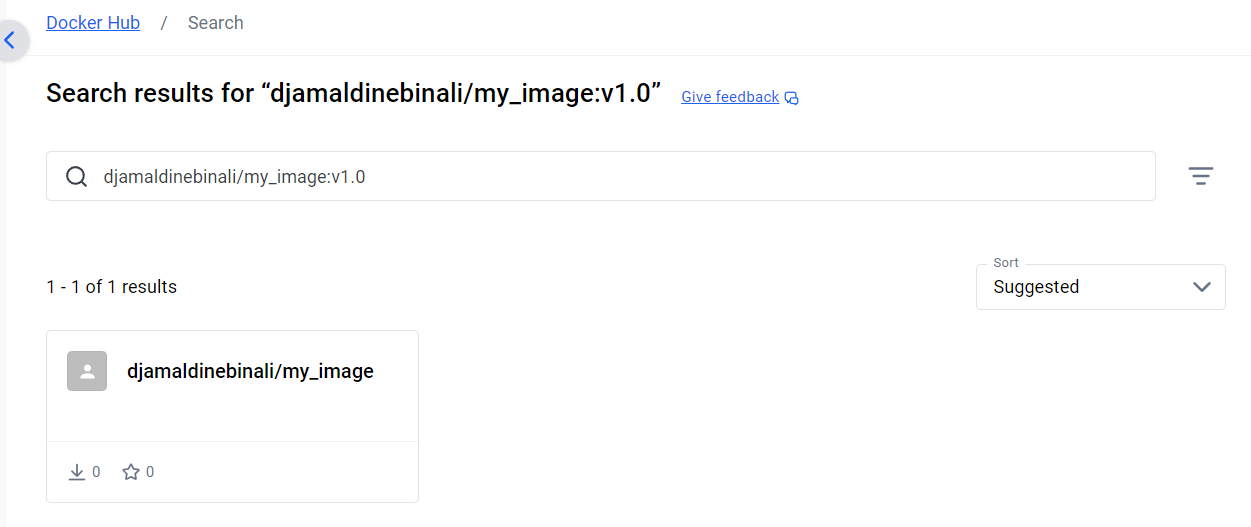 Docker Hub / Search
Search results for “djamaldinebinali/my_image:v1.0” Give feedback
djamaldinebinali/my_image:v1.0
Sort
1 - 1 of 1 results Suggested
djamaldinebinali/my_image
0 0